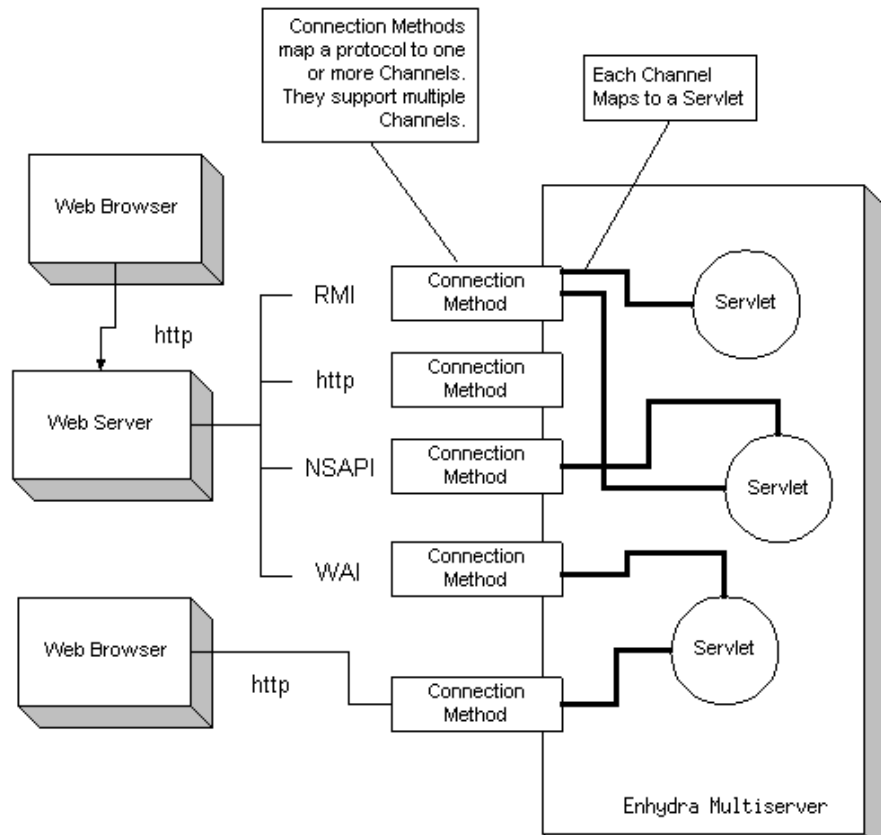 Connection Methods
map a protocol to one
or more Channels.
They support multiple
Channels.
Each Channel
Maps to a Servlet
Web Browser
http
Web Server
RMI
http
NSAPI
WAI
Connection
Method
Connection
Method
Connection
Method
Connection
Method
Servlet
Servlet
Servlet
Web Browser
http
Connection
Method
Enhydra Multiserver